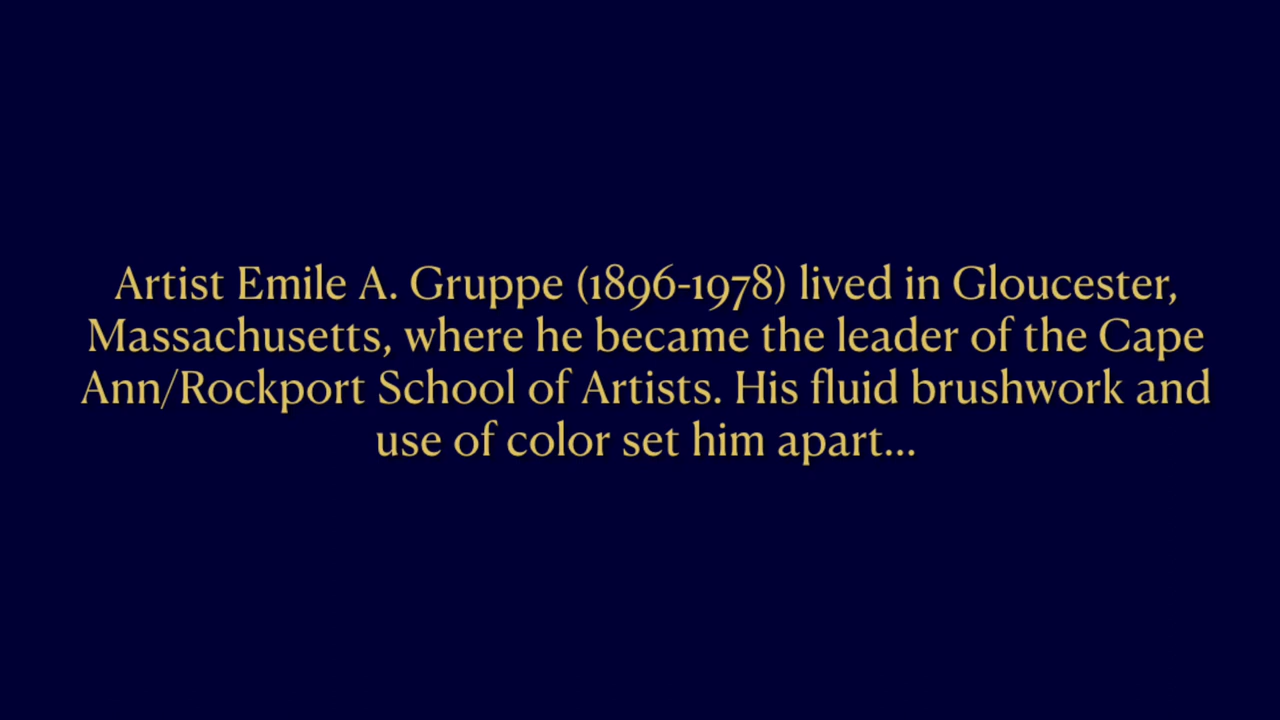 Artist Emile A. Gruppe (1896-1978) lived in Gloucester,
Massachusetts, where he became the leader of the Cape
Ann/Rockport School of Artists. His fluid brushwork and
use of color set him apart...